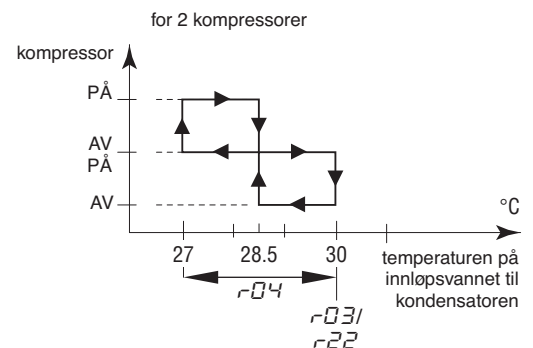 for 2 kompressorer
kompressor
PÅ
AV
PÅ
AV
°C
27 28.5 30
temperaturen på
innløpsvannet til
kondensatoren
r04
r03/
r22